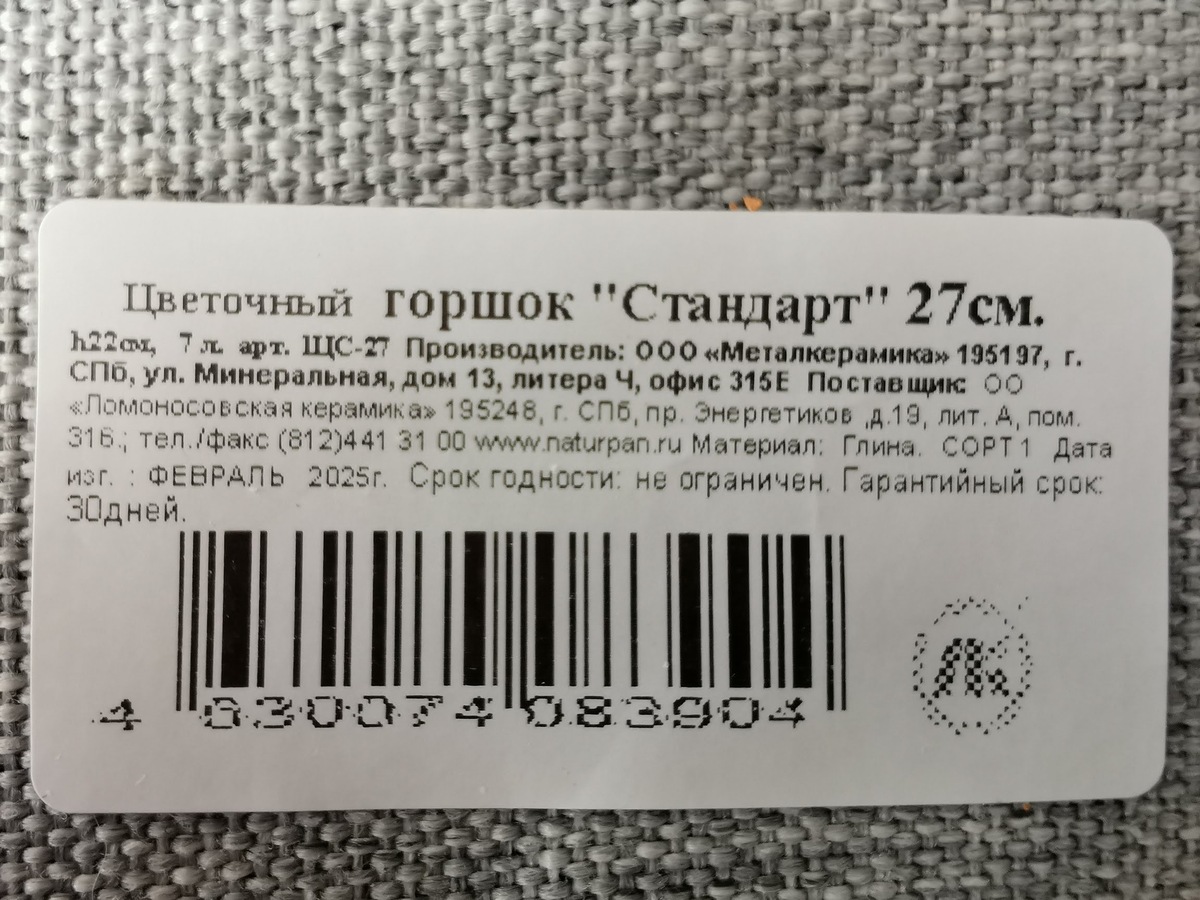 Цветочный горшок "Стандарт" 27см.
h22см, 7 л. арт. ЩС-27 Производитель: ООО «Металкерамика» 195197, г.
СПб, ул. Минеральная, дом 13, литера Ч, офис 315Е Поставщик: ОО
«Ломоносовская керамика» 195248, г. СПб, пр. Энергетиков ,д.19, лит. А, пом.
316.; тел./факс (812)441 31 00 www.naturpan.ru Материал: Глина. СОРТ 1 Дата
изг. : ФЕВРАЛЬ 2025г. Срок годности: не ограничен. Гарантийный срок:
30дней.
4 630074 083904